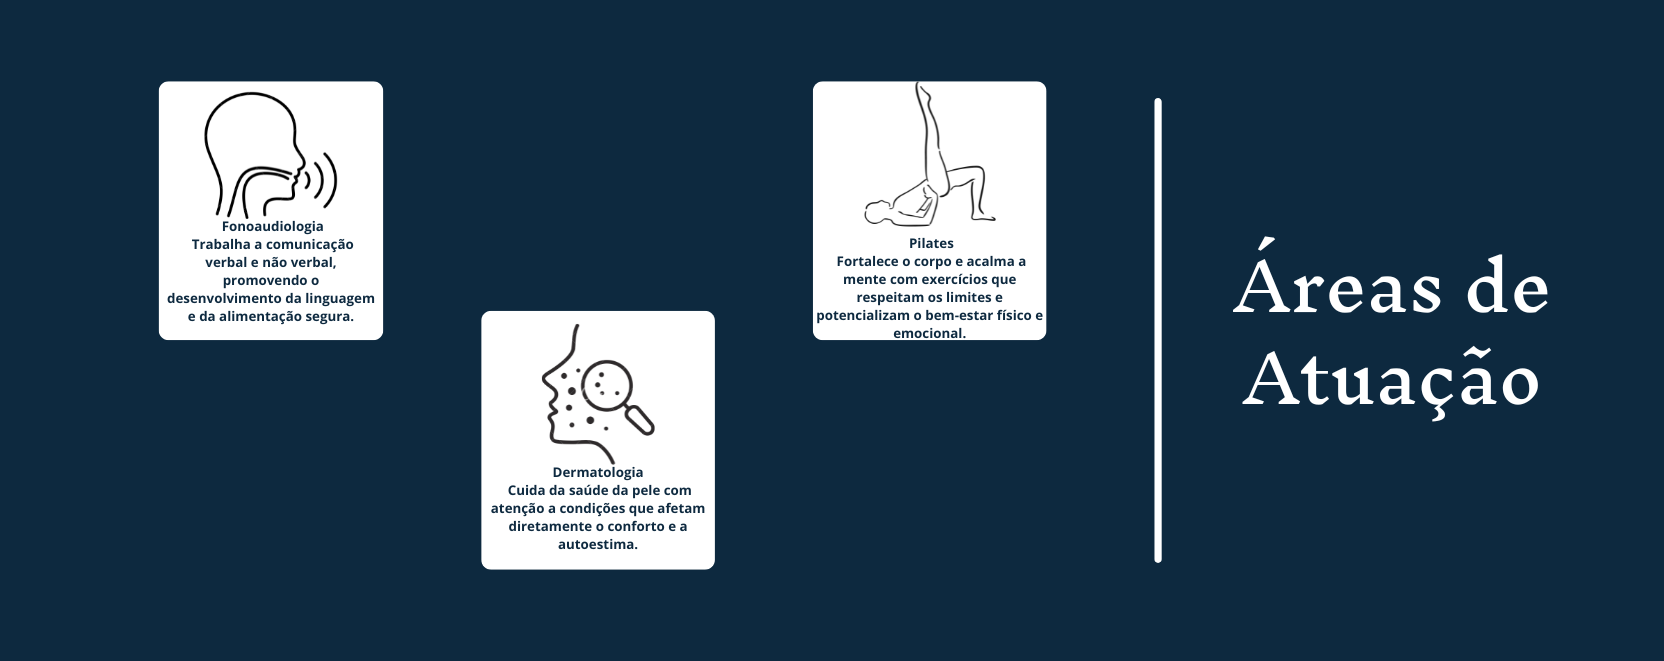 Fonoaudiologia
Trabalha a comunicação
verbal e não verbal,
promovendo o
desenvolvimento da linguagem
e da alimentação segura.
Dermatologia
Cuida da saúde da pele com
atenção a condições que afetam
diretamente o conforto e a
autoestima.
Pilates
Fortalece o corpo e acalma a
mente com exercícios que
respeitam os limites e
potencializam o bem-estar físico e
emocional.
Áreas de
Atuação